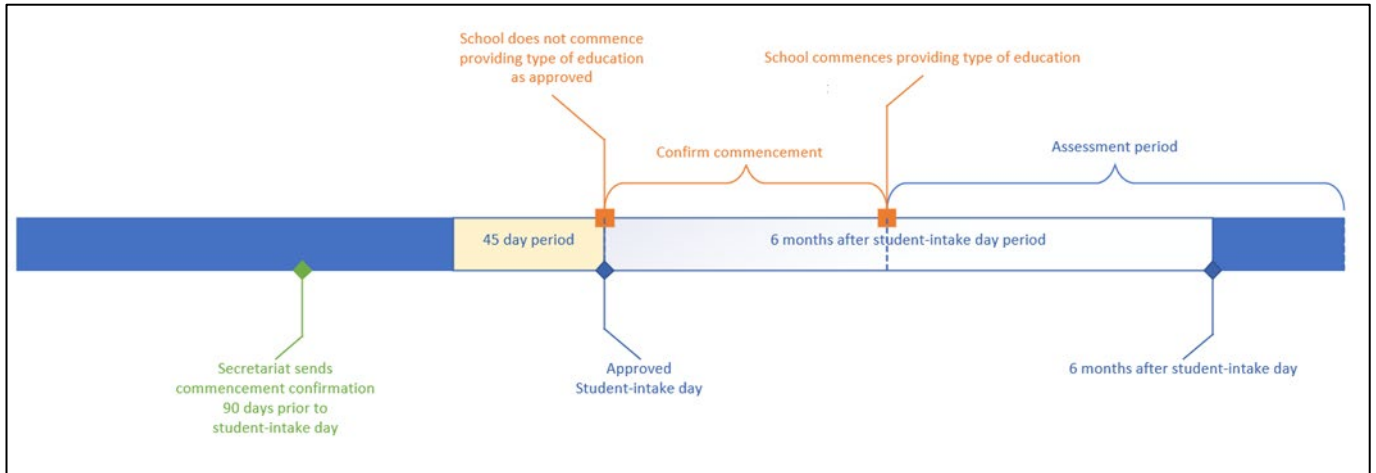 School does not commence
providing type of education
as approved
School commences providing type of education
:
Confirm commencement
Assessment period
45 day period
6 months after student-intake day period
Secretariat sends
commencement confirmation
90 days prior to
student-intake day
Approved
Student-intake day
6 months after student-intake day